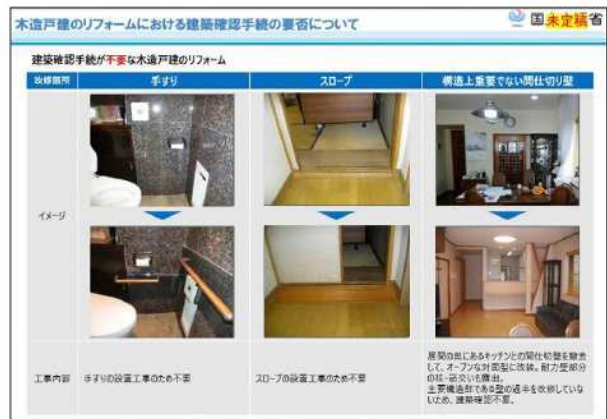 木造戸建のリフォームにおける建築確認手続の要否について
国 未定稿 省
建築確認手続が不要な木造戸建のリフォーム
改修箇所 手すり スロープ 構造上重要でない間仕切り壁
イメージ
工事内容 手すりの設置工事のため不要 スロープの設置工事のため不要
居間の奥にあるキッチンとの間仕切壁を撤去
して、オープンな対面型に改装。耐力壁部分
の柱・筋交いも露出。
主要構造部である壁の過半を改修していな
いため、建築確認不要。